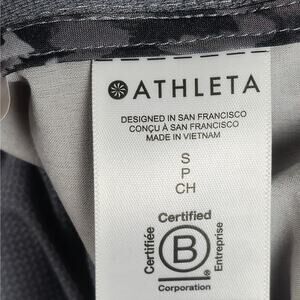 ATHLETA
DESIGNED IN SAN FRANCISCO
CONÇU À SAN FRANCISCO
MADE IN VIETNAM
S
P
CH
Certified
Certifiée
B
®
Entreprise
Corporation